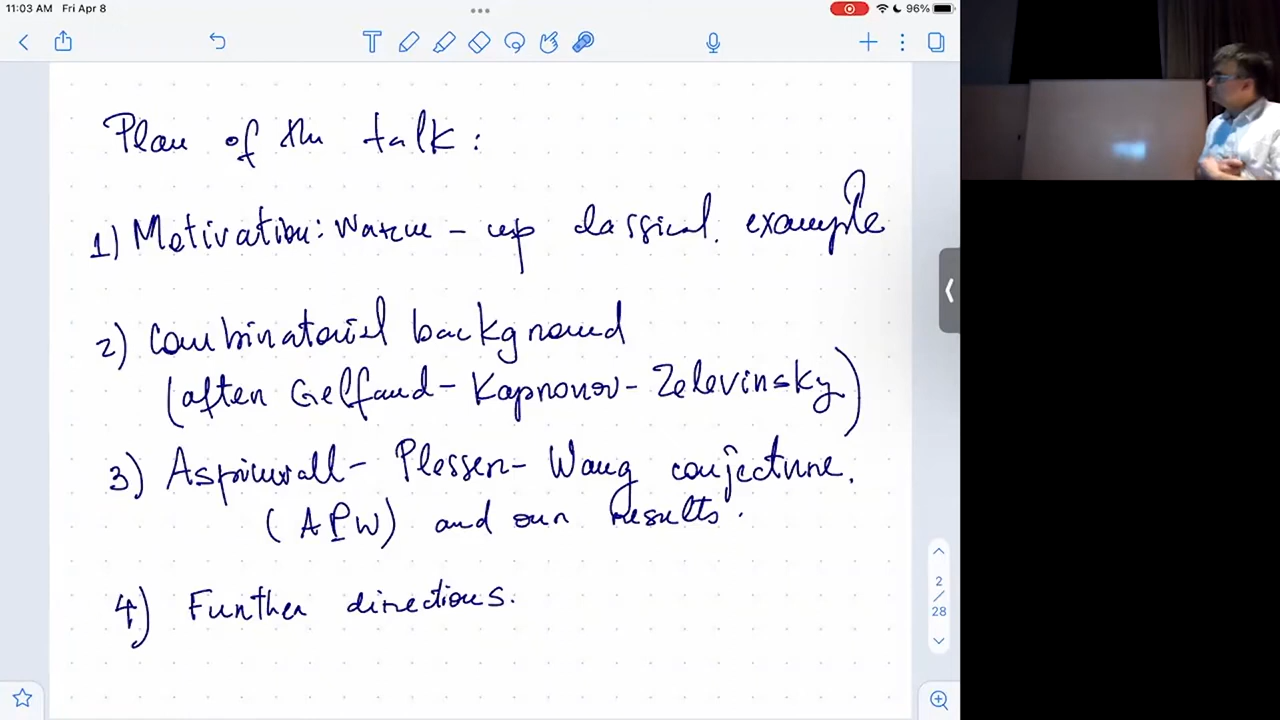 11:03 AM Fri Apr 8
96%
Plan of the talk:
1) Motivation: Warm-up classical example
2) Combinatorial background
(after Gelfand-Kapranov-Zelevinsky)
3) Aspinwall-Plesser-Wang conjecture.
(APW) and our results.
4) Further directions.
2
/
28